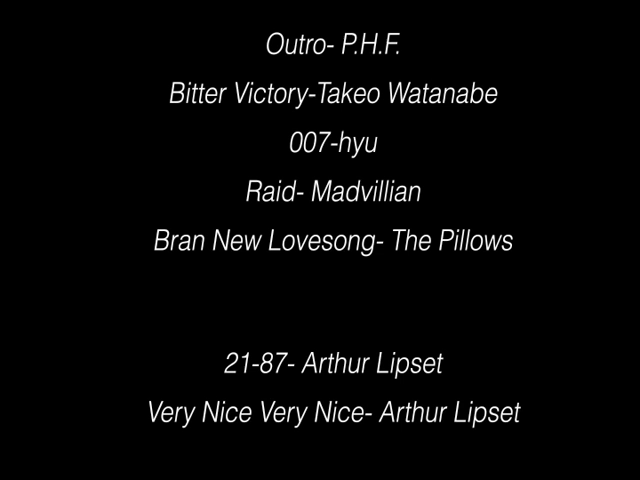 Outro- P.H.F.
Bitter Victory-Takeo Watanabe
007-hyu
Raid- Madvillian
Bran New Lovesong- The Pillows
21-87- Arthur Lipset
Very Nice Very Nice- Arthur Lipset